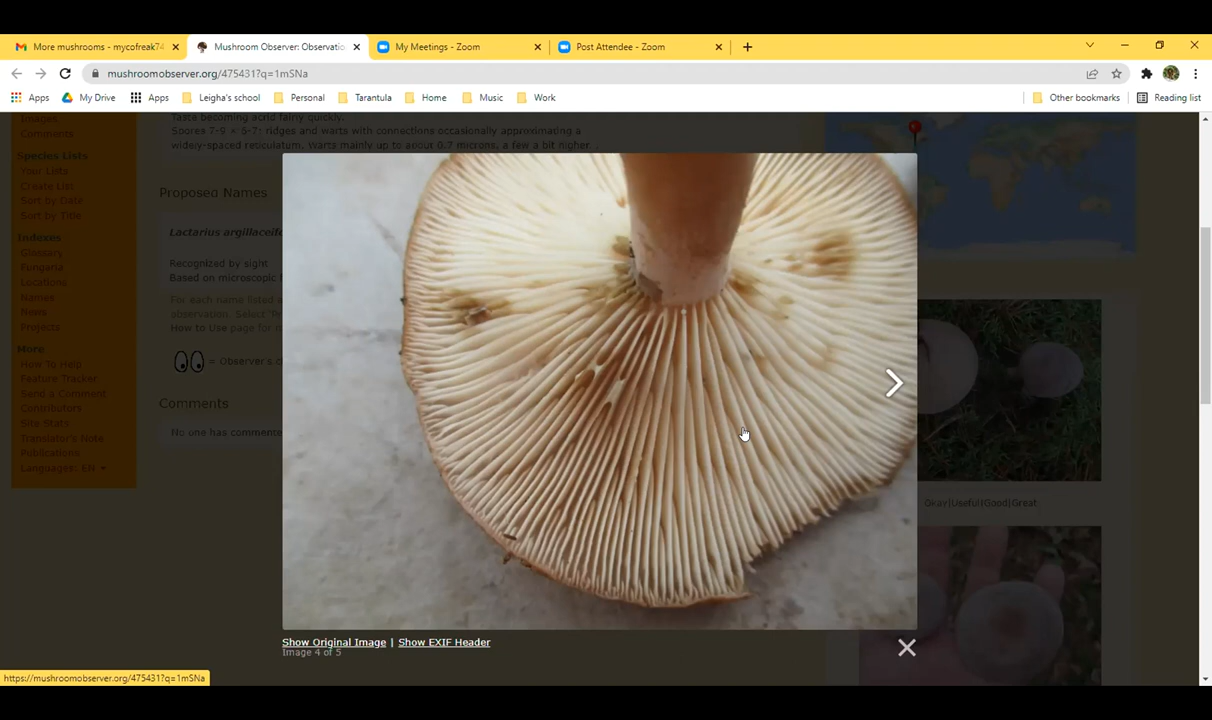 More mushrooms - mycofreak74
Mushroom Observer: Observatio
My Meetings - Zoom
Post Attendee - Zoom
mushroomobserver.org/475431?q=1mSNa
Apps
My Drive
Apps
Leigha's school
Personal
Tarantula
Home
Music
Work
Other bookmarks
Reading list
Images
Comments
Species Lists
Your Lists
Create List
Sort by Date
Sort by Title
Indexes
Glossary
Fungaria
Locations
Names
News
Projects
More
How To Help
Feature Tracker
Send a Comment
Contributors
Site Stats
Translator's Note
Publications
Languages: EN
Taste becoming acrid fairly quickly.
Spores 7-9 × 6-7: ridges and warts with connections occasionally approximating a
widely-spaced reticulatum. Warts mainly up to about 0.7 microns, a few a bit higher.
Proposed Names
Lactarius argillaceif
Recognized by sight
Based on microscopic f
For each name listed
observation. Select
How to Use page for
= Observer's c
Comments
No one has commente
Okay|Useful|Good|Great
Show Original Image | Show EXIF Header
Image 4 of 5
https://mushroomobserver.org/475431?q=1mSNa